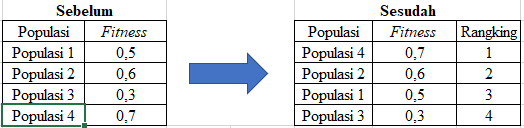 Sebelum
Populasi Fitness
Populasi 1 0,5
Populasi 2 0,6
Populasi 3 0,3
Populasi 4 0,7
Sesudah
Populasi Fitness Rangking
Populasi 4 0,7 1
Populasi 2 0,6 2
Populasi 1 0,5 3
Populasi 3 0,3 4